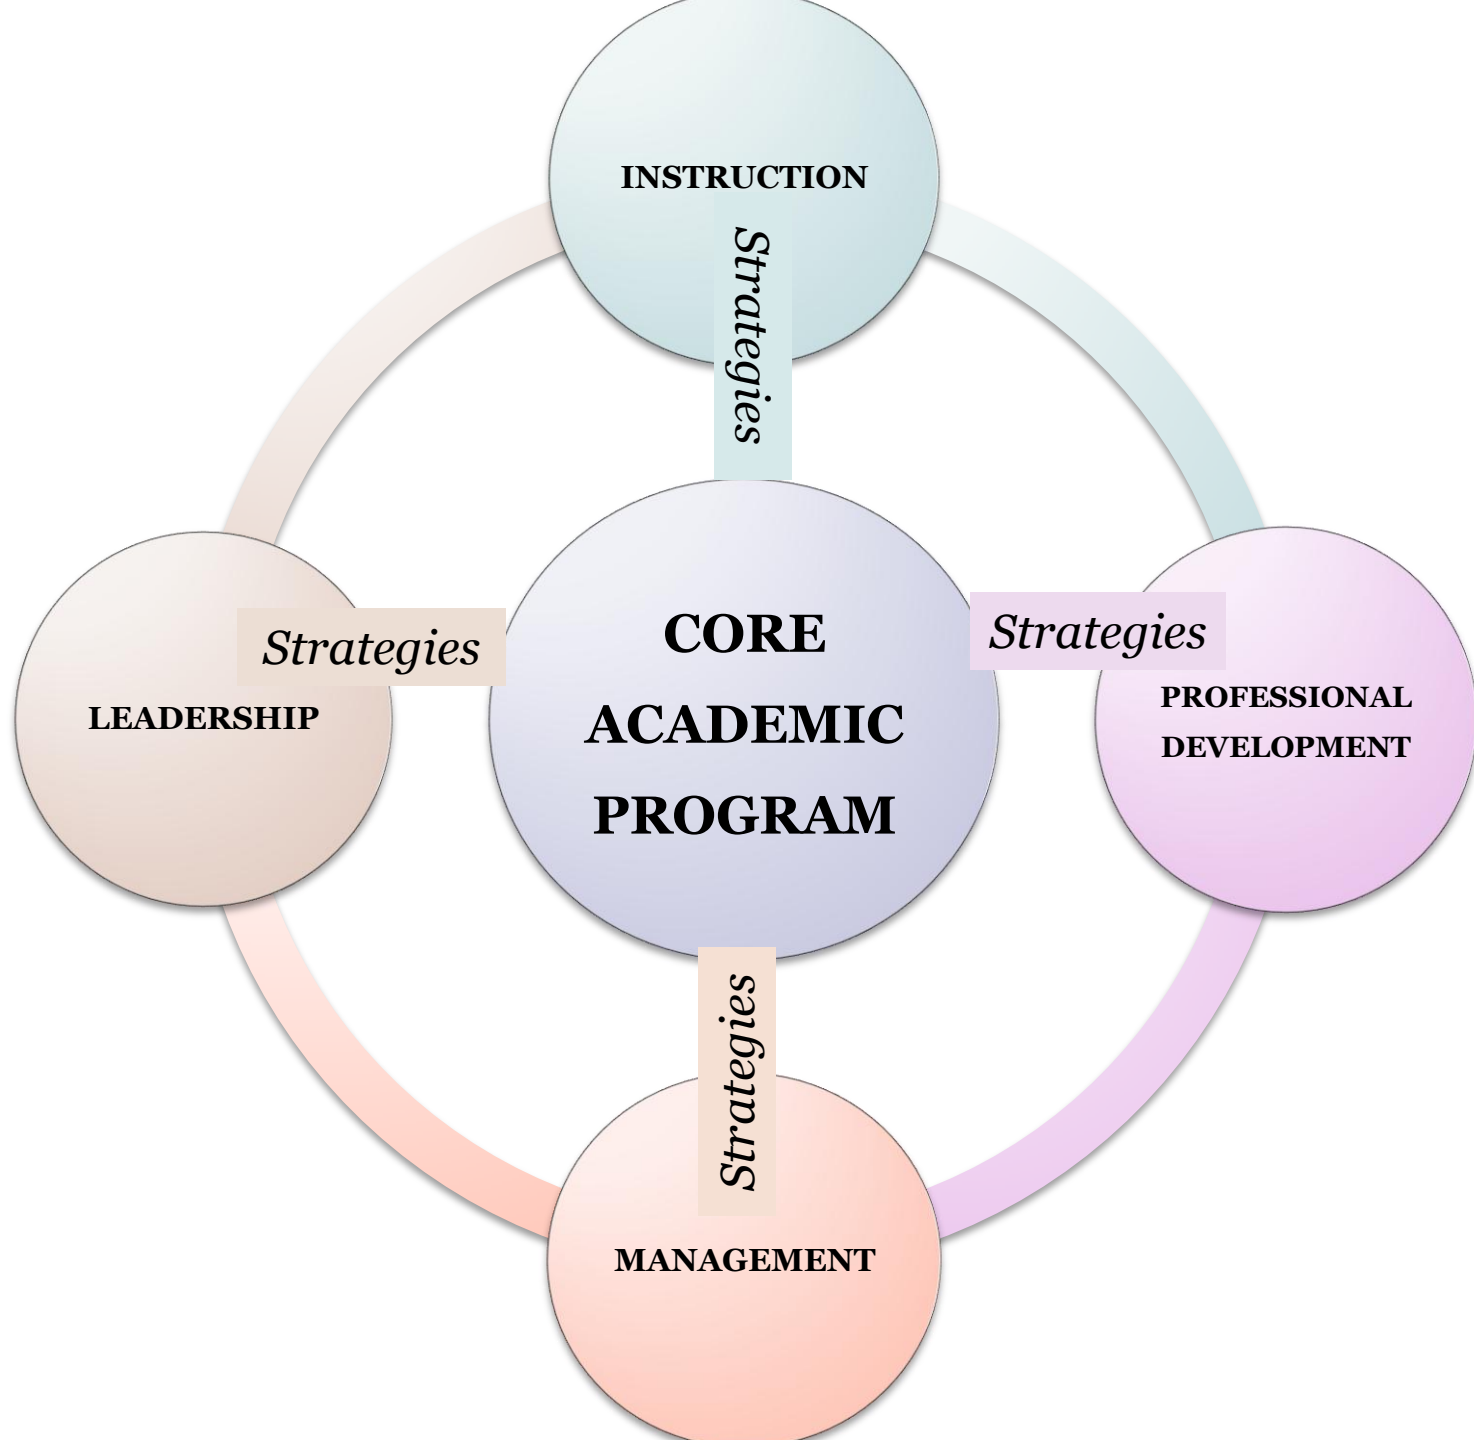 INSTRUCTION
Strategies
Strategies
Strategies
CORE
ACADEMIC
PROGRAM
LEADERSHIP
PROFESSIONAL
DEVELOPMENT
Strategies
MANAGEMENT